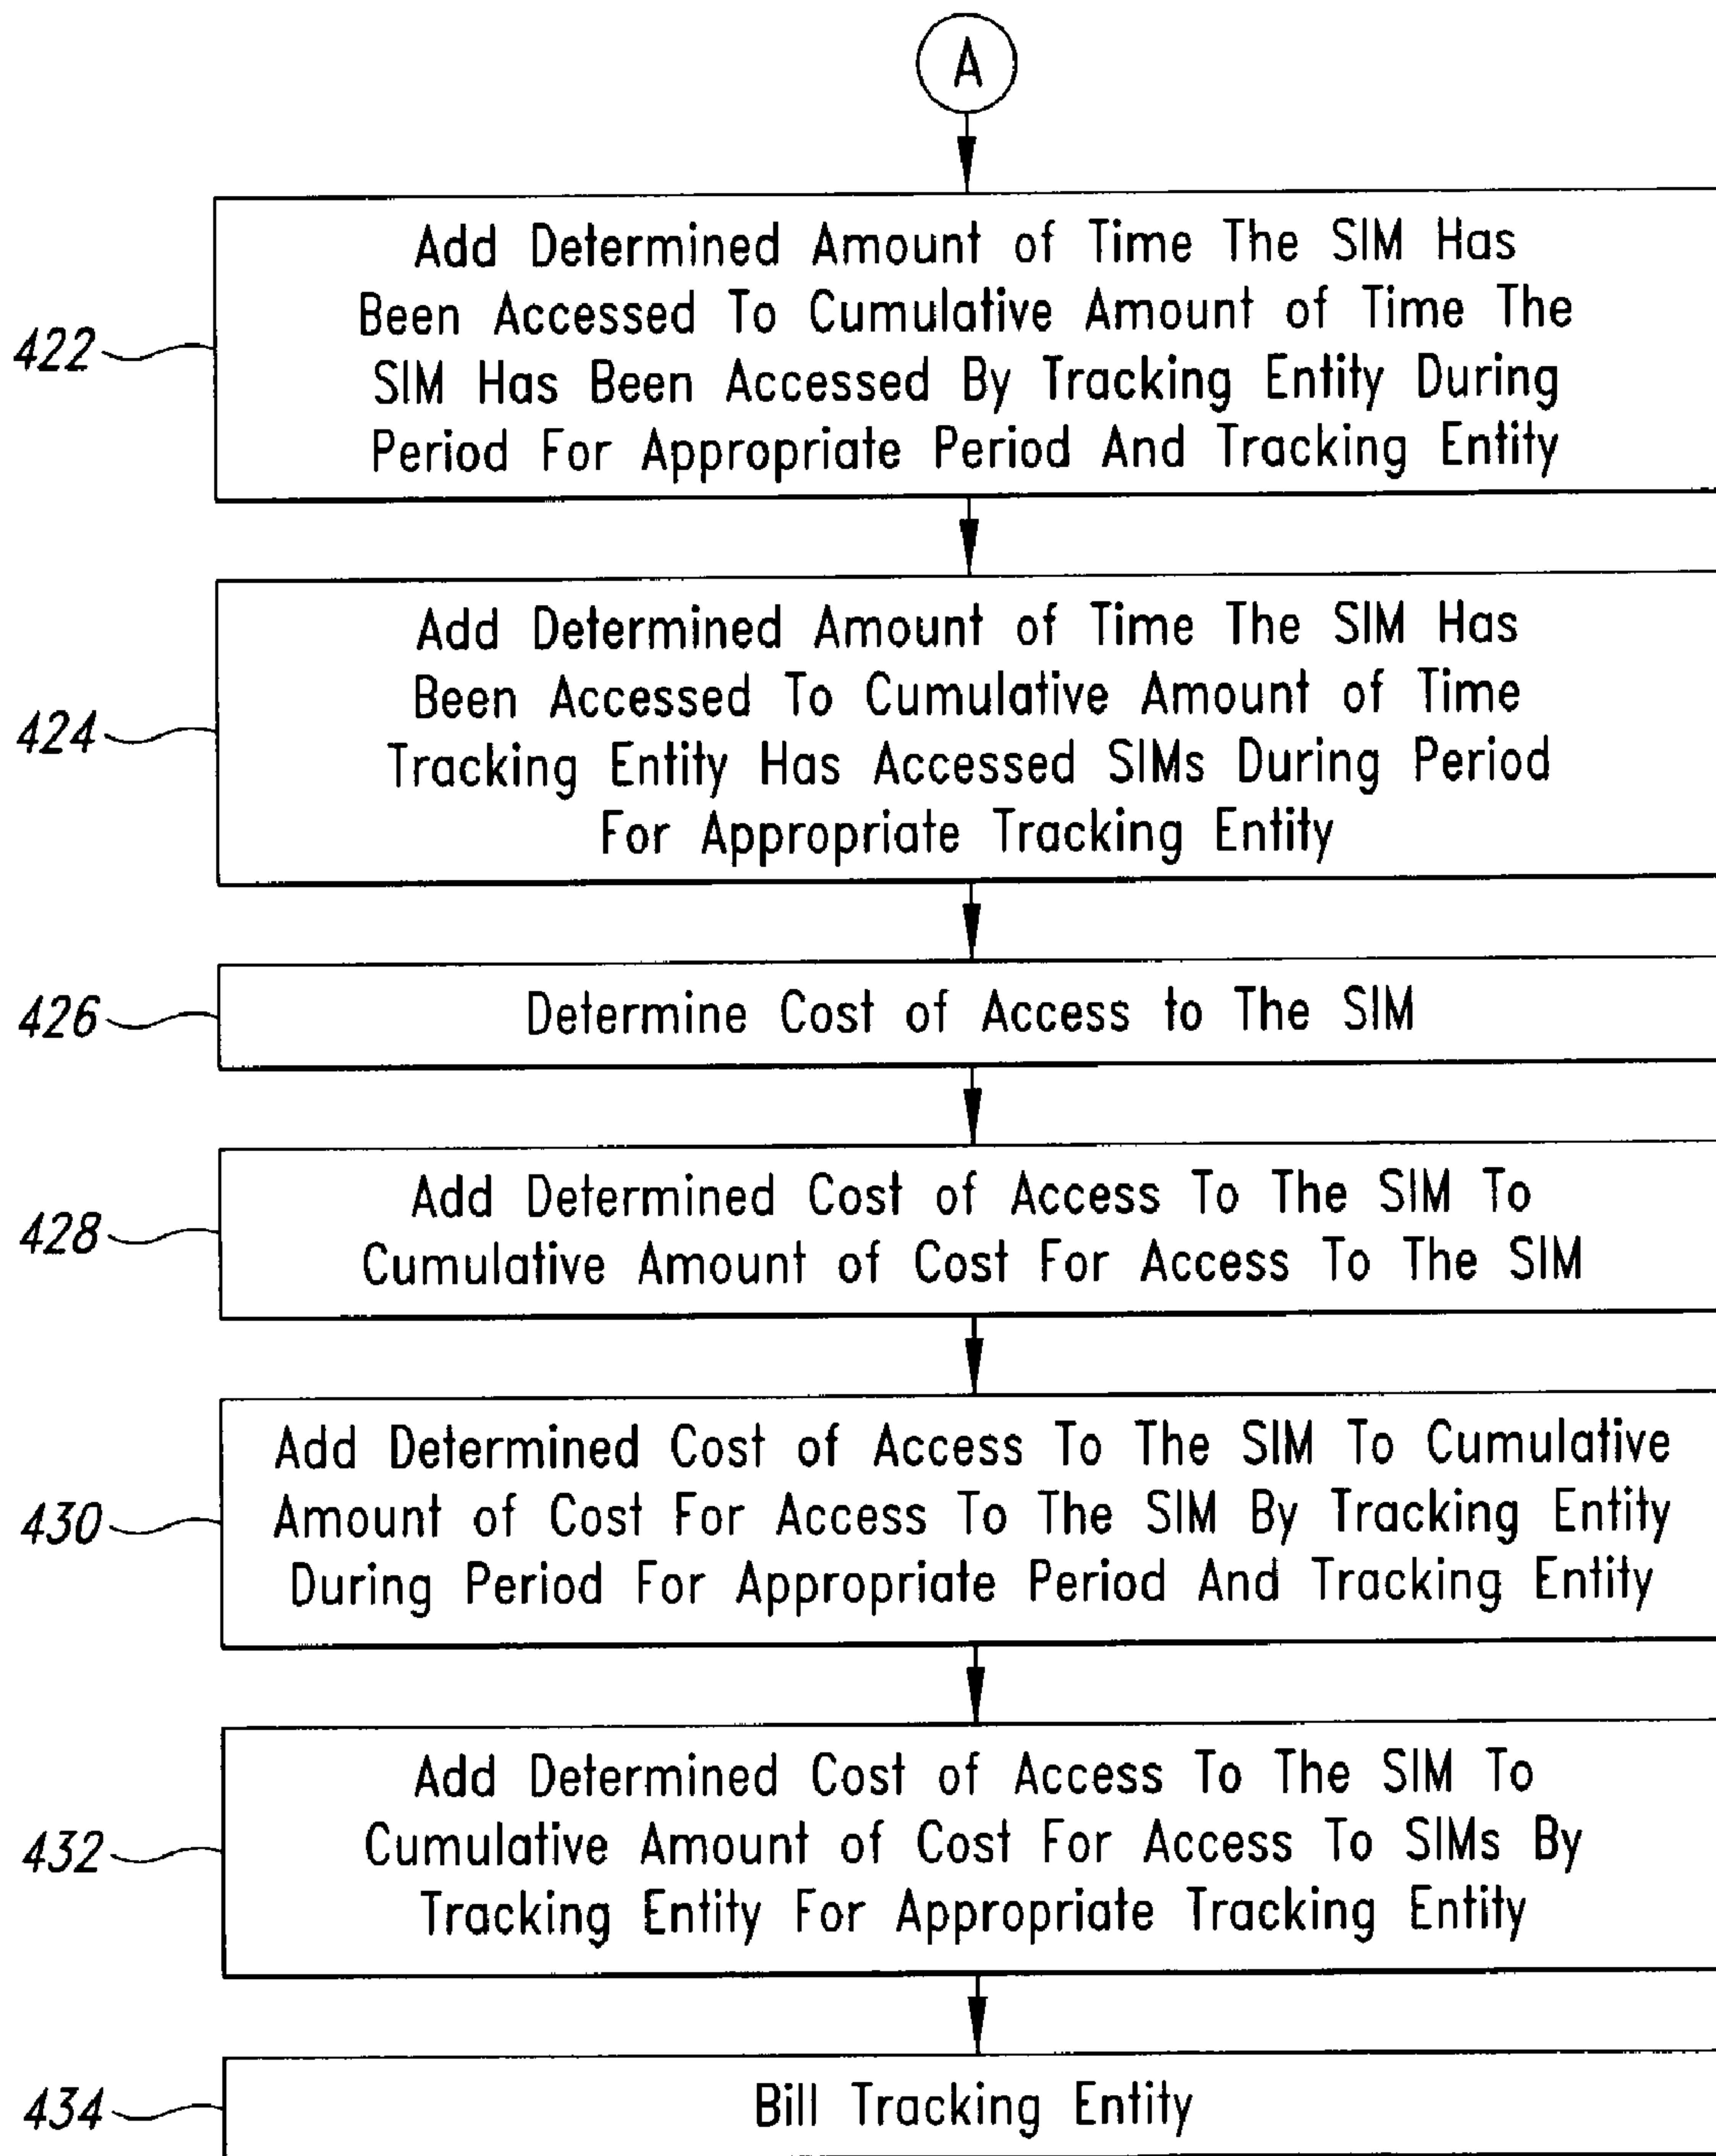 A
422
Add Determined Amount of Time The SIM Has
Been Accessed To Cumulative Amount of Time The
SIM Has Been Accessed By Tracking Entity During
Period For Appropriate Period And Tracking Entity
424
Add Determined Amount of Time The SIM Has
Been Accessed To Cumulative Amount of Time
Tracking Entity Has Accessed SIMs During Period
For Appropriate Tracking Entity
426
Determine Cost of Access to The SIM
428
Add Determined Cost of Access To The SIM To
Cumulative Amount of Cost For Access To The SIM
430
Add Determined Cost of Access To The SIM To Cumulative
Amount of Cost For Access To The SIM By Tracking Entity
During Period For Appropriate Period And Tracking Entity
432
Add Determined Cost of Access To The SIM To
Cumulative Amount of Cost For Access To SIMs By
Tracking Entity For Appropriate Tracking Entity
434
Bill Tracking Entity